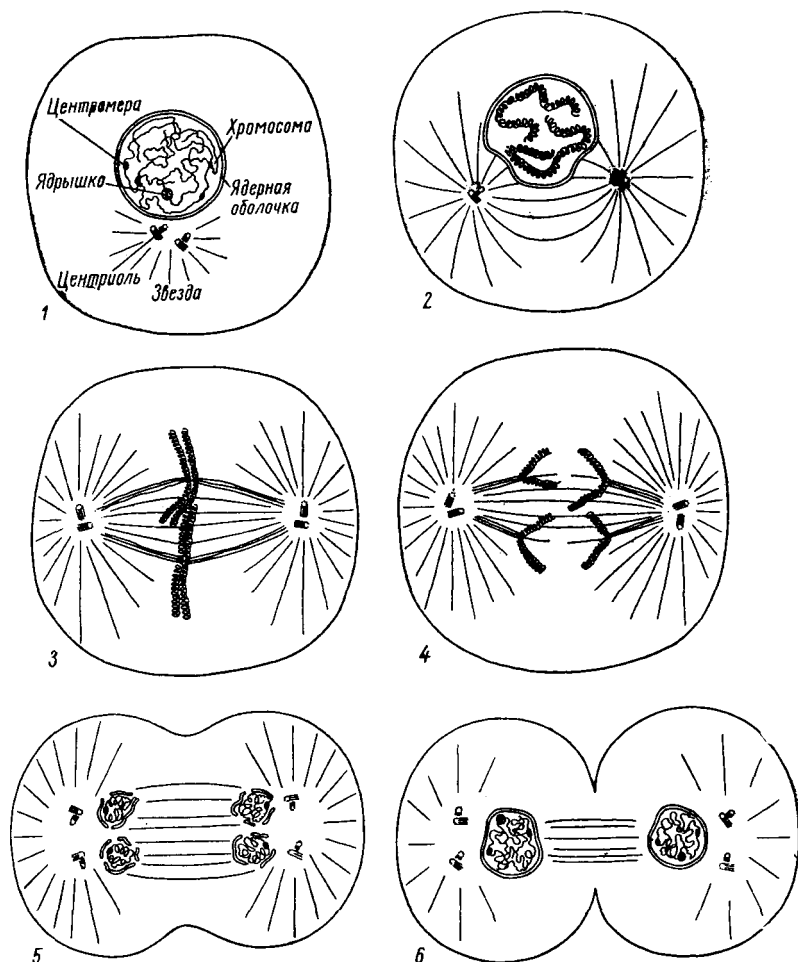 Центромера
Хромосома
Ядрышко
Ядерная
оболочка
Центриоль
Звезда
1
2
3
4
5
6